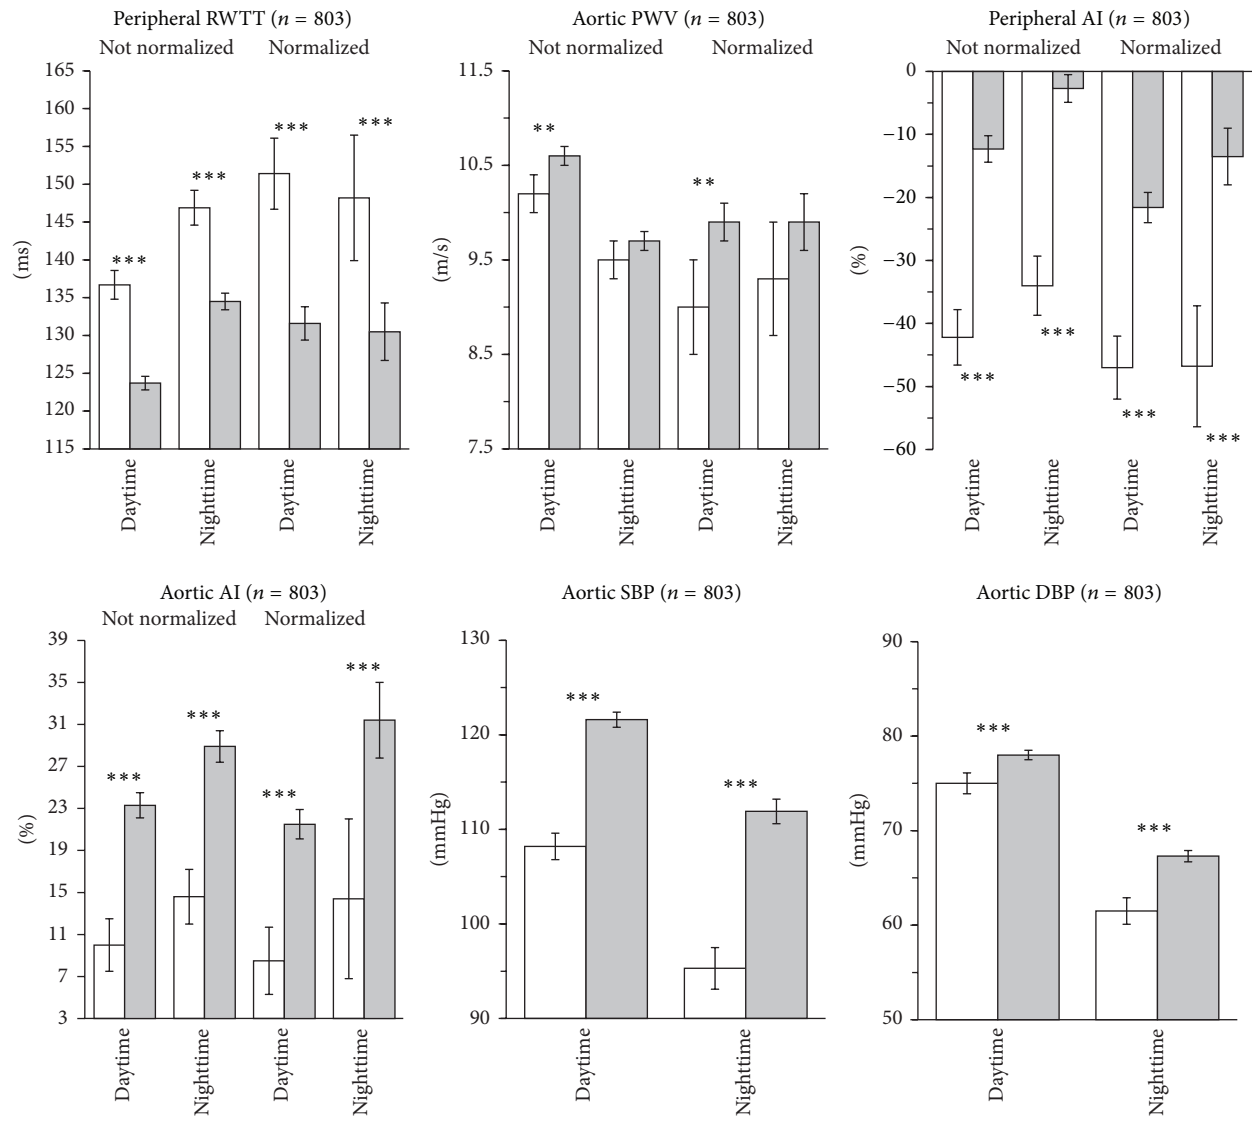 Peripheral RWTT (n = 803)
Not normalized Normalized
165
160
155
150
145
140
135
130
125
120
115
(ms)
***
***
***
***
Daytime
Nighttime
Daytime
Nighttime
Aortic PWV (n = 803)
Not normalized Normalized
11.5
10.5
9.5
8.5
7.5
(m/s)
**
**
Daytime
Nighttime
Daytime
Nighttime
Peripheral AI (n = 803)
Not normalized Normalized
0
−10
−20
−30
−40
−50
−60
(%)
***
***
***
***
Daytime
Nighttime
Daytime
Nighttime
Aortic AI (n = 803)
Not normalized Normalized
39
35
31
27
23
19
15
11
7
3
(%)
***
***
***
***
Daytime
Nighttime
Daytime
Nighttime
Aortic SBP (n = 803)
130
120
110
100
90
(mmHg)
***
***
Daytime
Nighttime
Aortic DBP (n = 803)
90
80
70
60
50
(mmHg)
***
***
Daytime
Nighttime